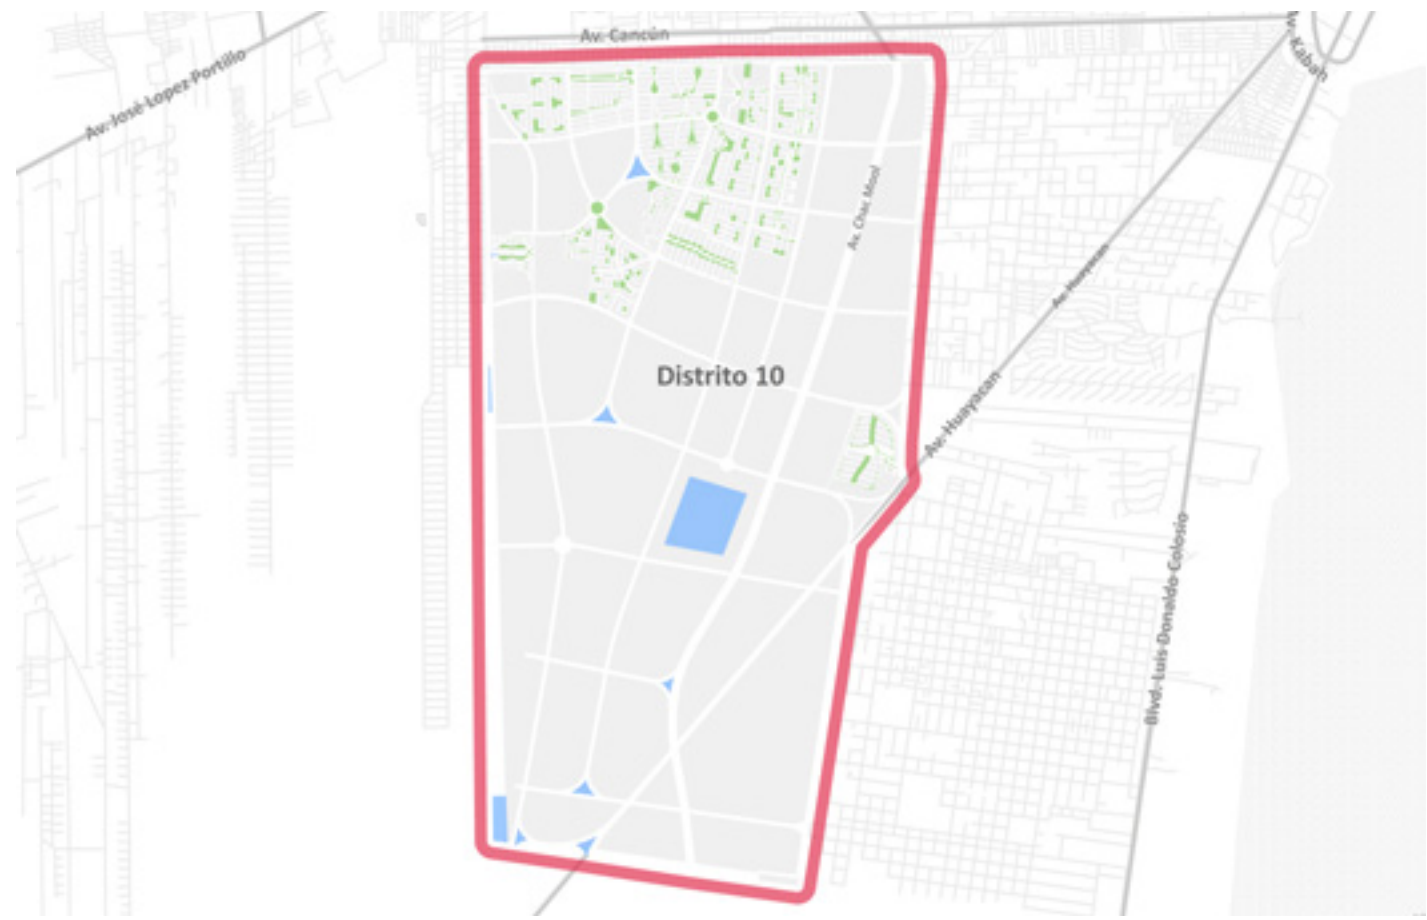 Av. Cancún
Av. Kabah
Av. José Lopez Portillo
Av. Chac Mool
Av. Huayacan
Distrito 10
Av. Huayacan
Blvd. Luis Donaldo Colosio